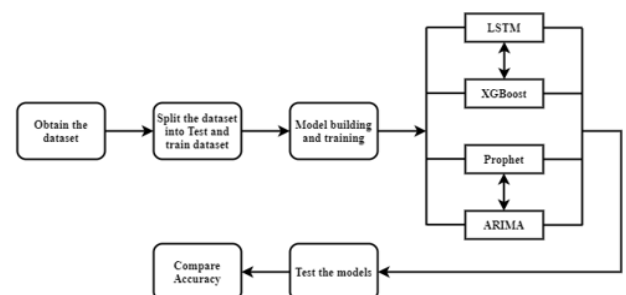 Obtain the
dataset
Split the dataset
into Test and
train dataset
Model building
and training
LSTM
XGBoost
Prophet
ARIMA
Test the models
Compare
Accuracy